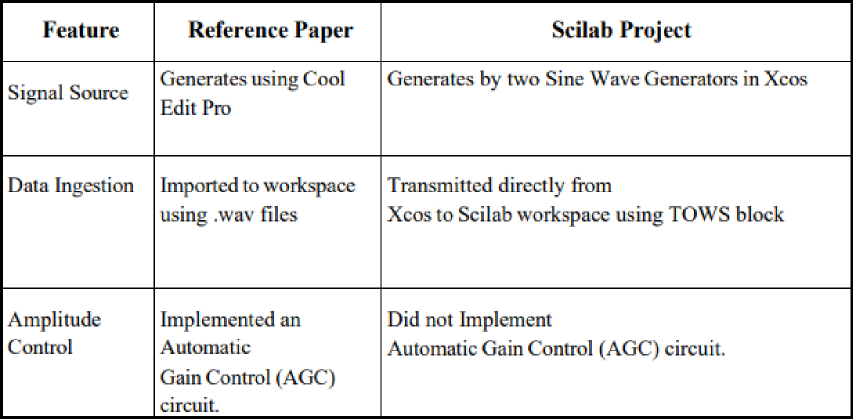 Feature
Reference Paper
Scilab Project
Signal Source
Generates using Cool
Edit Pro
Generates by two Sine Wave Generators in Xcos
Data Ingestion
Imported to workspace
using .wav files
Transmitted directly from
Xcos to Scilab workspace using TOWS block
Amplitude
Control
Implemented an
Automatic
Gain Control (AGC)
circuit.
Did not Implement
Automatic Gain Control (AGC) circuit.